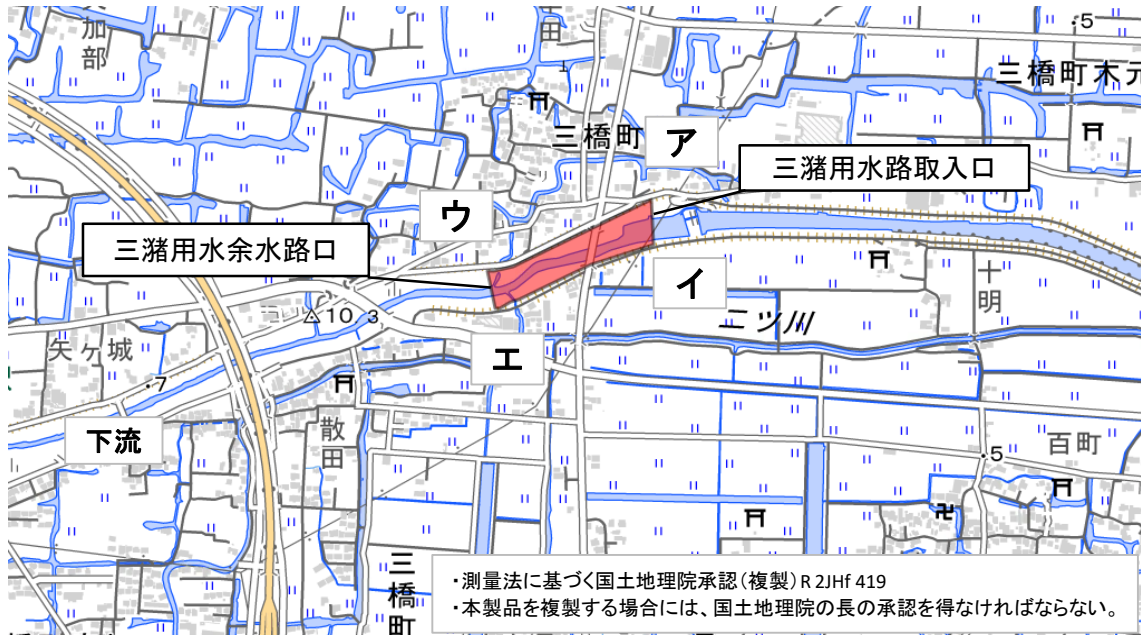 加部
田
・5
三橋町木元
三橋町
ア
三潴用水路取入口
ウ
三潴用水余水路口
イ
十明
二ツ川
10
3
矢ヶ城
エ
・7
下流
散田
百町
・5
三橋町
・測量法に基づく国土地理院承認(複製)R 2JHf 419
・本製品を複製する場合には、国土地理院の長の承認を得なければならない。